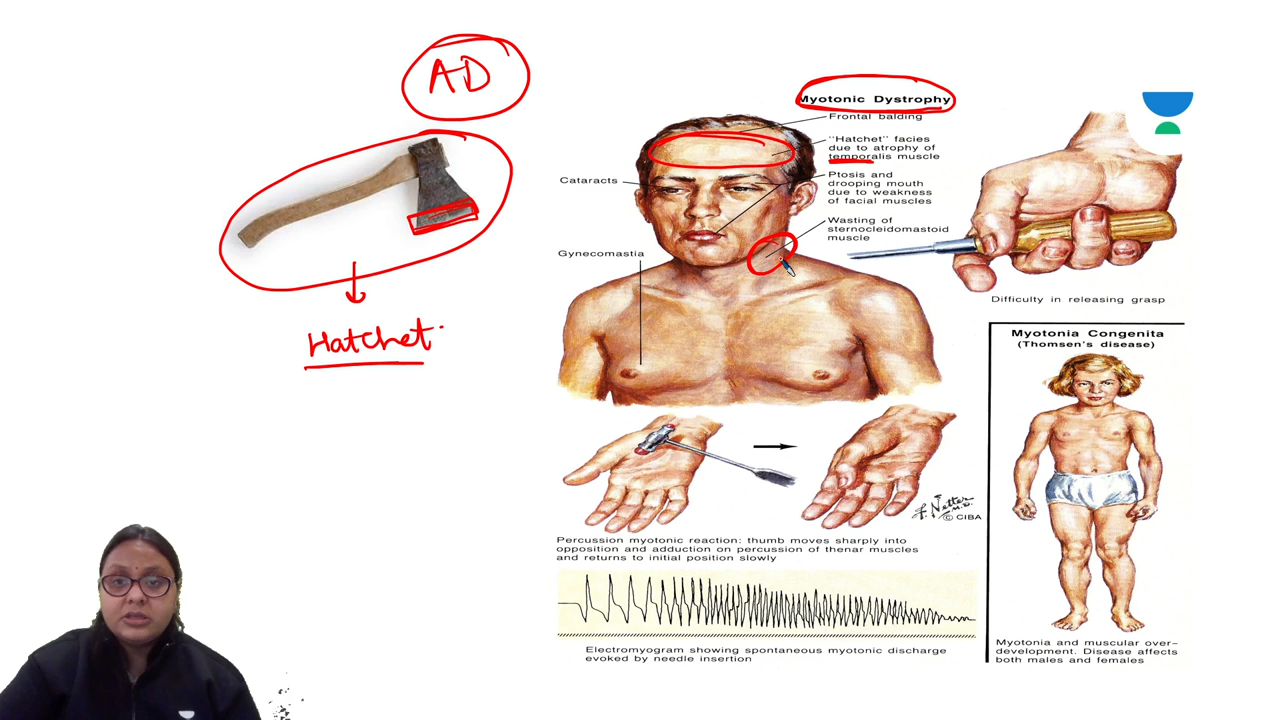 AD
Hatchet
Myotonic Dystrophy
Frontal balding
"Hatchet" facies
due to atrophy of
temporalis muscle
Cataracts
Ptosis and
drooping mouth
due to weakness
of facial muscles
Wasting of
sternocleidomastoid
muscle
Gynecomastia
Difficulty in releasing grasp
Myotonia Congenita
(Thomsen's disease)
F. Netter
M.D.
© CIBA
Percussion myotonic reaction: thumb moves sharply into
opposition and adduction on percussion of thenar muscles
and returns to initial position slowly
Electromyogram showing spontaneous myotonic discharge
evoked by needle insertion
Myotonia and muscular over-
development. Disease affects
both males and females